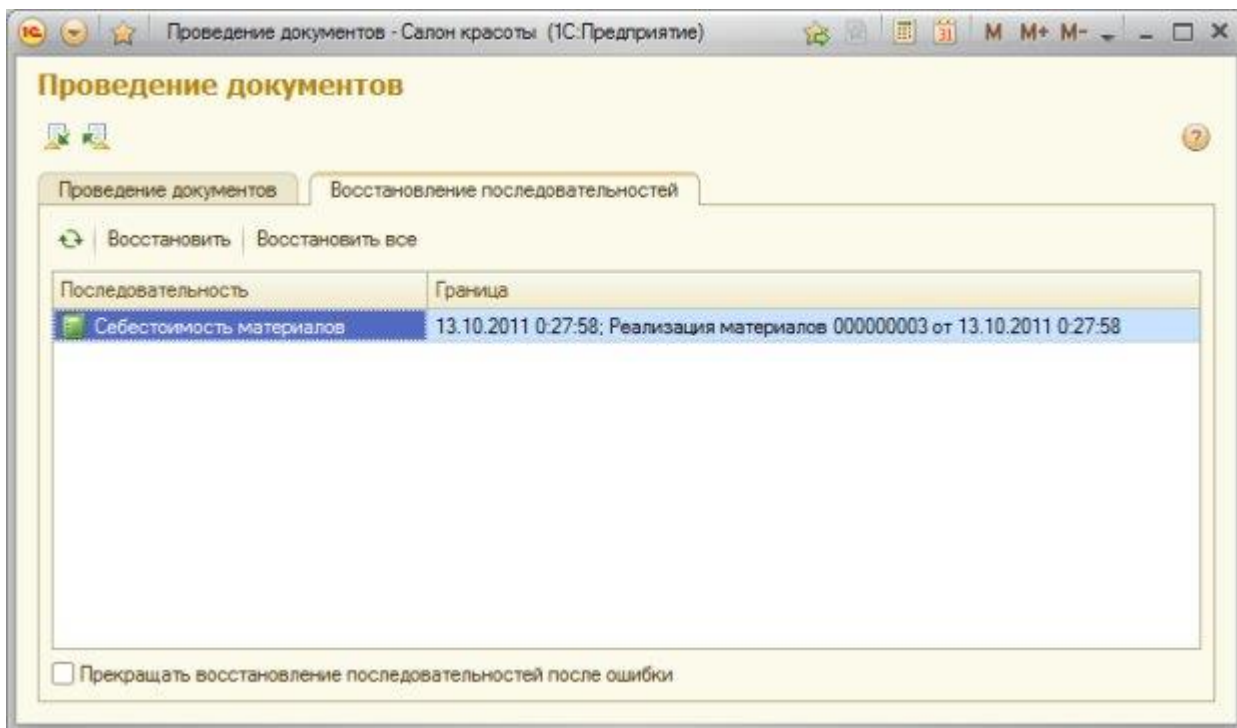 1С Проведение документов - Салон красоты (1С:Предприятие) 31 M M+ M-
Проведение документов
?
Проведение документов Восстановление последовательностей
Восстановить Восстановить все
Последовательность Граница
Себестоимость материалов 13.10.2011 0:27:58; Реализация материалов 000000003 от 13.10.2011 0:27:58
Прекращать восстановление последовательностей после ошибки